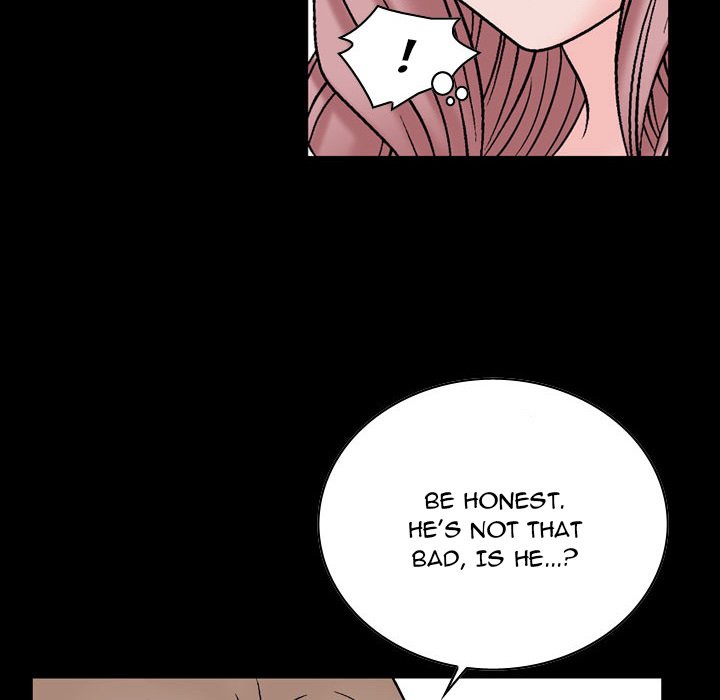 !
BE HONEST.
HE'S NOT THAT
BAD, IS HE...?